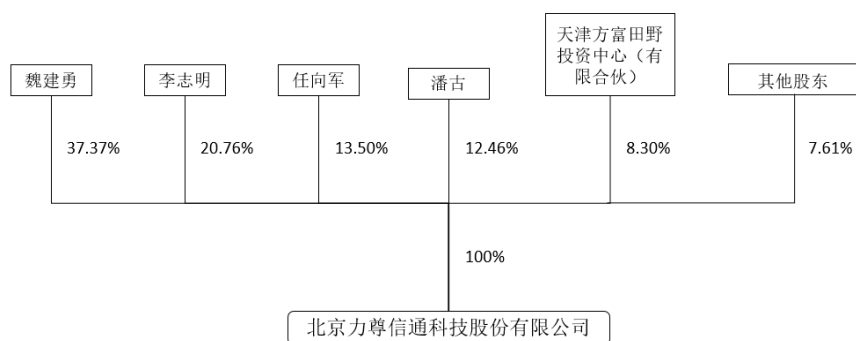 魏建勇
李志明
任向军
潘古
天津方富田野
投资中心（有
限合伙）
其他股东
37.37%
20.76%
13.50%
12.46%
8.30%
7.61%
100%
北京力尊信通科技股份有限公司